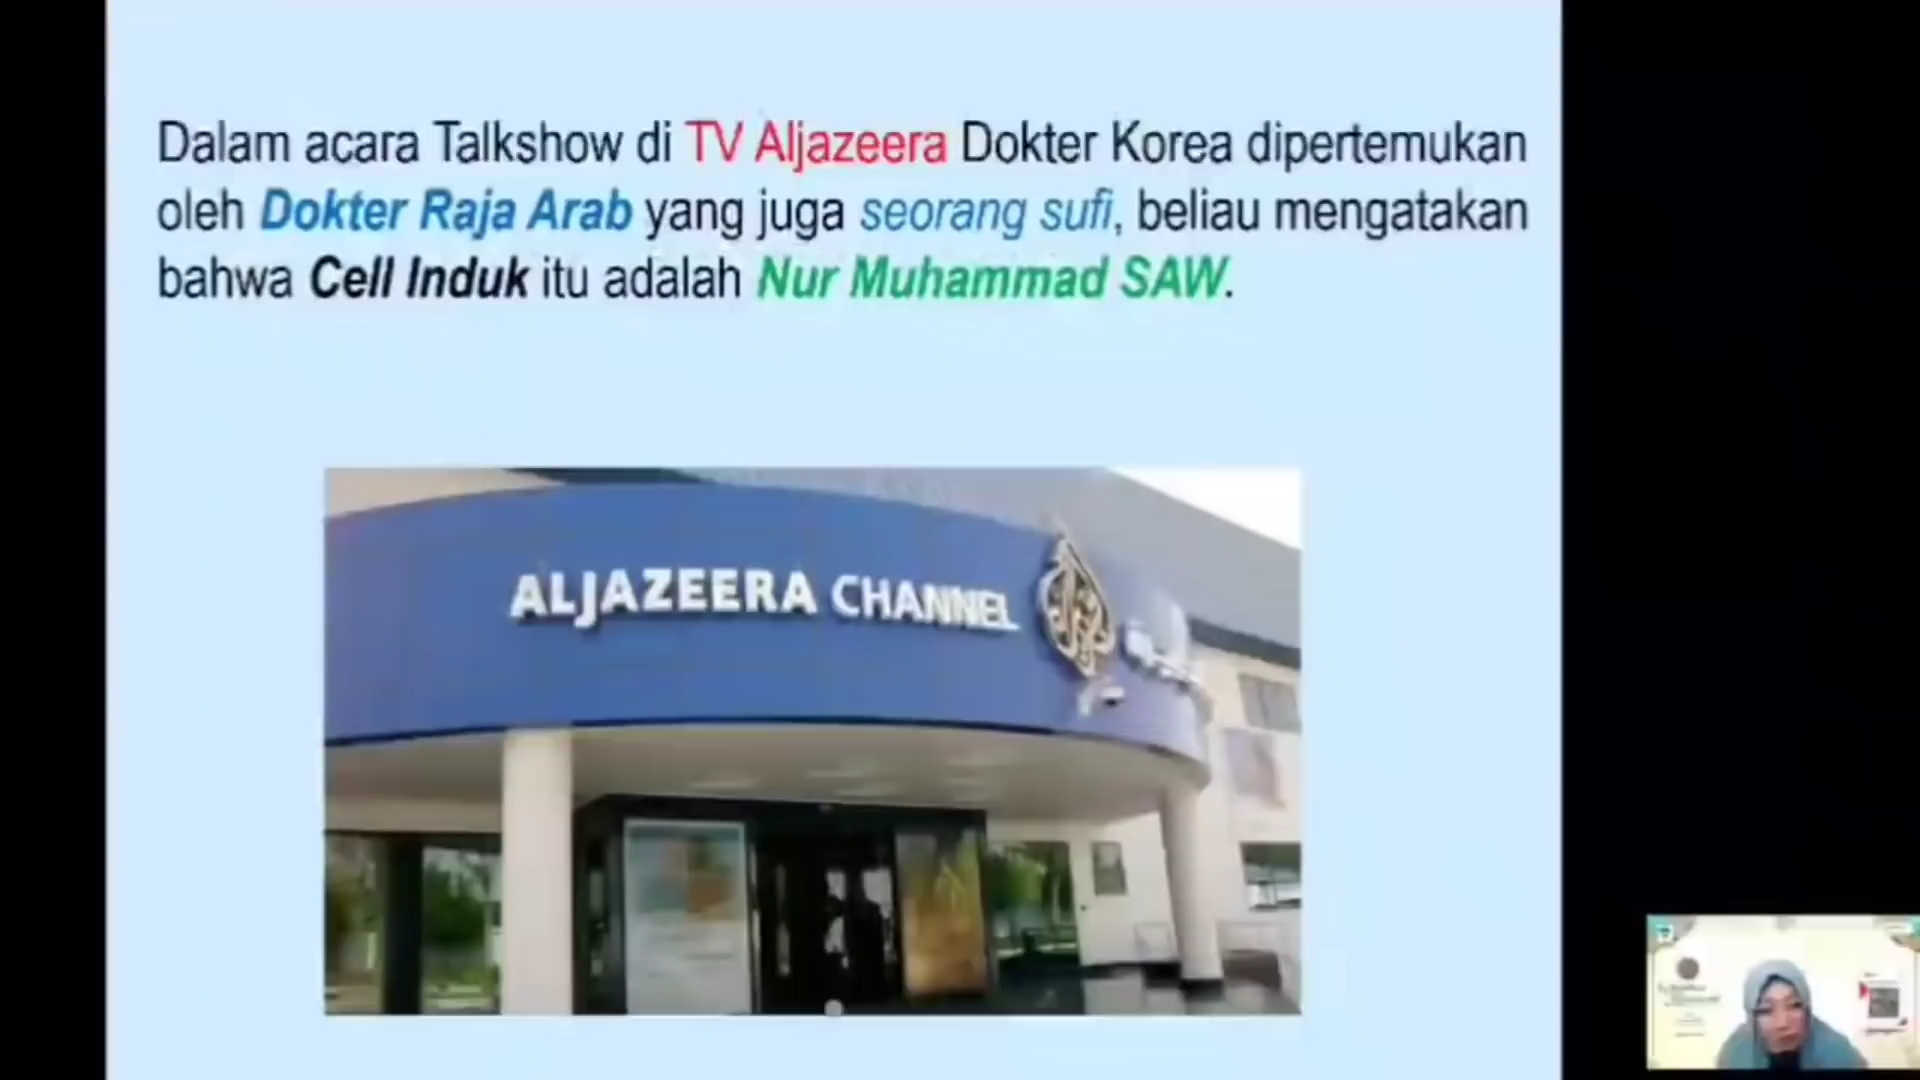 Dalam acara Talkshow di TV Aljazeera Dokter Korea dipertemukan
oleh Dokter Raja Arab yang juga seorang sufi, beliau mengatakan
bahwa Cell Induk itu adalah Nur Muhammad SAW.
ALJAZEERA CHANNEL